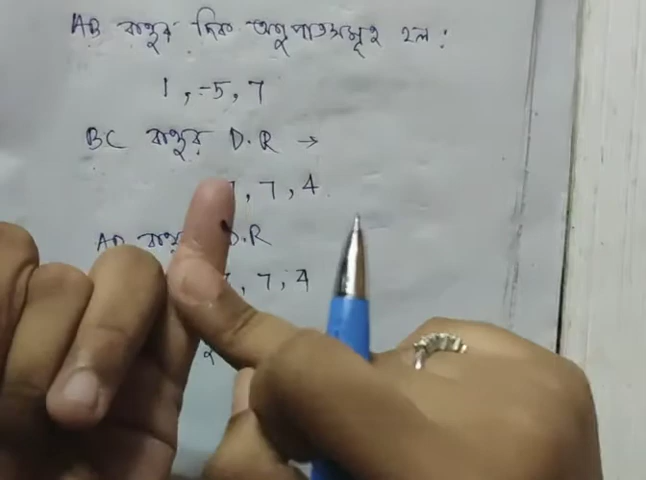 AB বাহুর দিক অনুপাতসমূহ হল :
1 , -5 , 7
BC বাহুর D.R →
, 7 , 4
বাহুর D.R
, 7 , 4